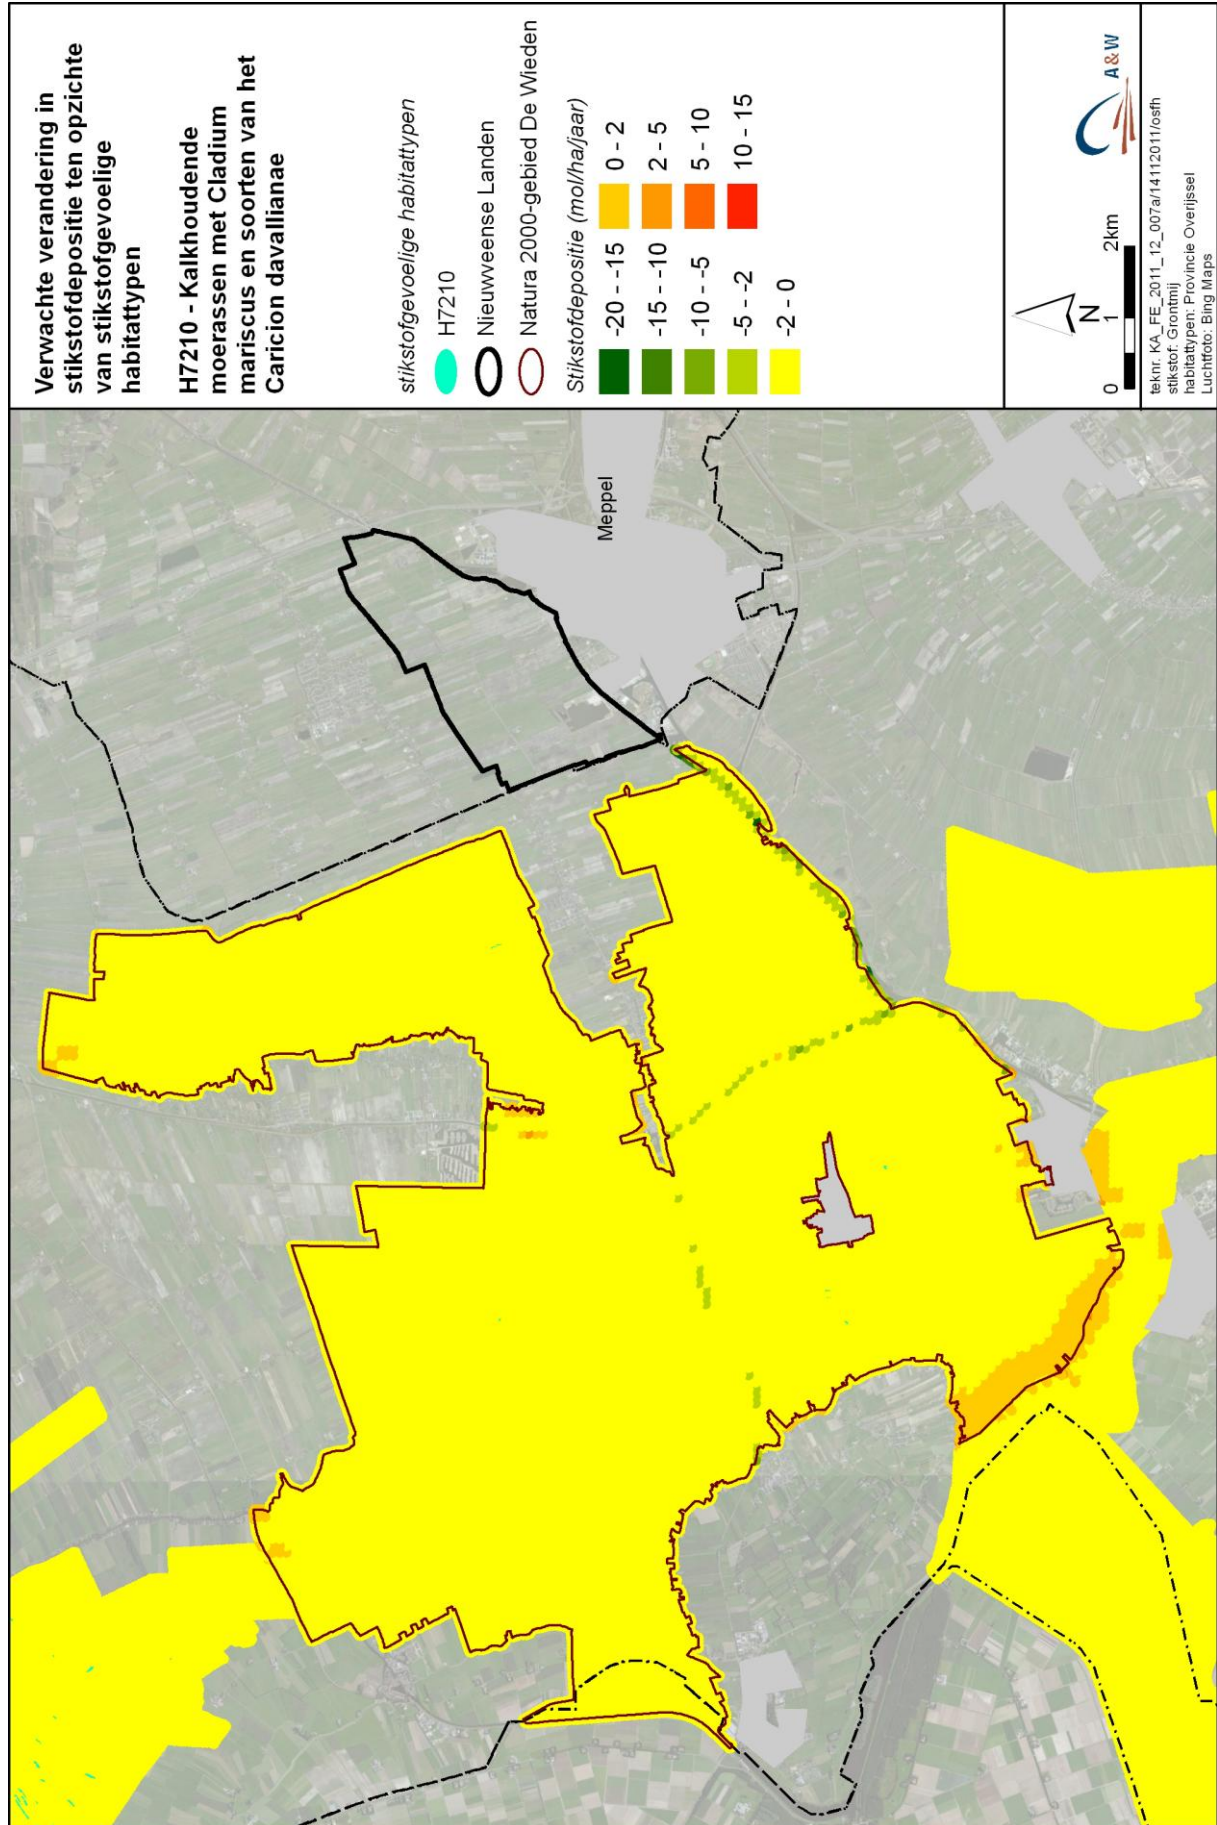 Verwachte verandering in
stikstofdepositie ten opzichte
van stikstofgevoelige
habitattypen
H7210 - Kalkhoudende
moerassen met Cladium
mariscus en soorten van het
Caricion davallianae
stikstofgevoelige habitattypen
H7210
Nieuwveense Landen
Natura 2000-gebied De Wieden
Stikstofdepositie (mol/ha/jaar)
-20 - -15
-15 - -10
-10 - -5
-5 - -2
-2 - 0
0 - 2
2 - 5
5 - 10
10 - 15
N
0 1 2km
A&W
teknr. KA_FE_2011_12_007a/14112011/osfh
stikstof: Grontmij
habitattypen: Provincie Overijssel
Luchtfoto: Bing Maps
Meppel